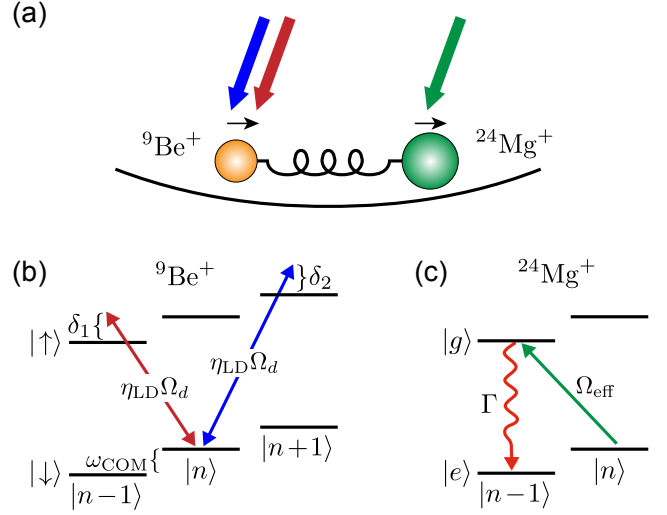 (a)
⁹Be⁺
²⁴Mg⁺
(b)
⁹Be⁺
}δ₂
δ₁{
|↑⟩
η_LDΩ_d
η_LDΩ_d
ω_COM{
|↓⟩
|n−1⟩
|n⟩
|n+1⟩
(c)
²⁴Mg⁺
|g⟩
Γ
Ω_eff
|e⟩
|n−1⟩
|n⟩